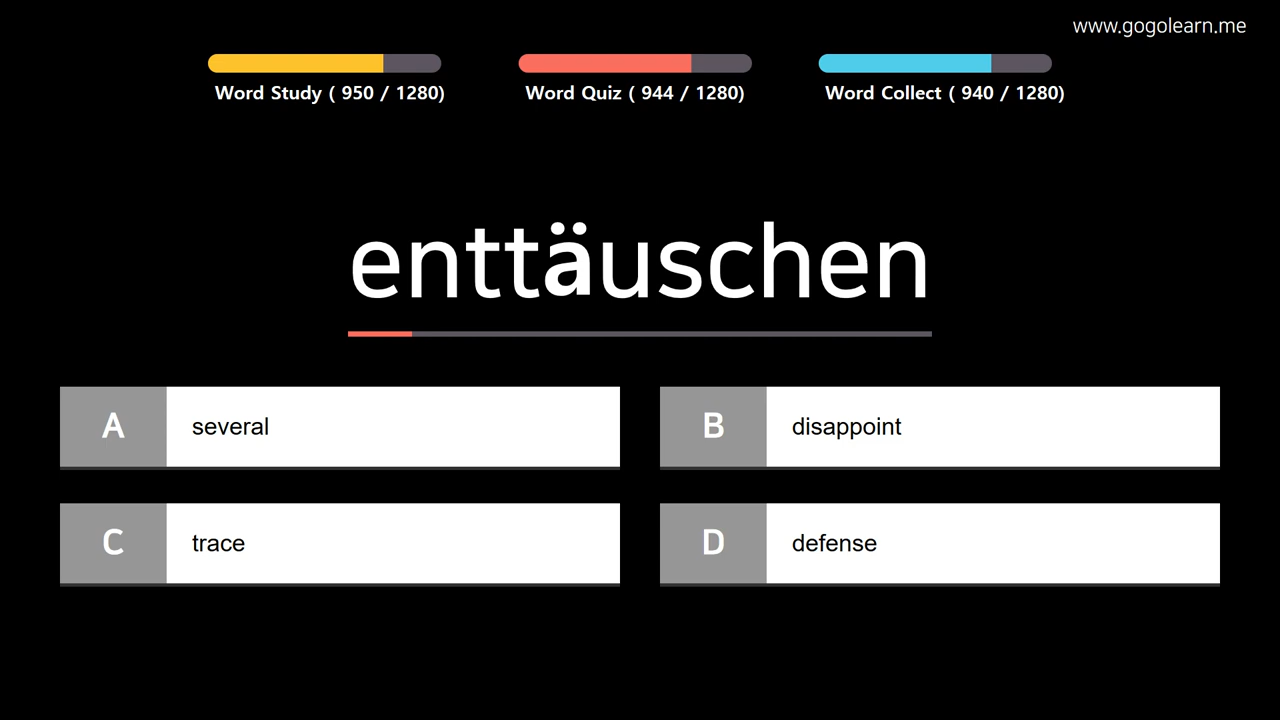 www.gogolearn.me
Word Study ( 950 / 1280)
Word Quiz ( 944 / 1280)
Word Collect ( 940 / 1280)
enttäuschen
A several
B disappoint
C trace
D defense